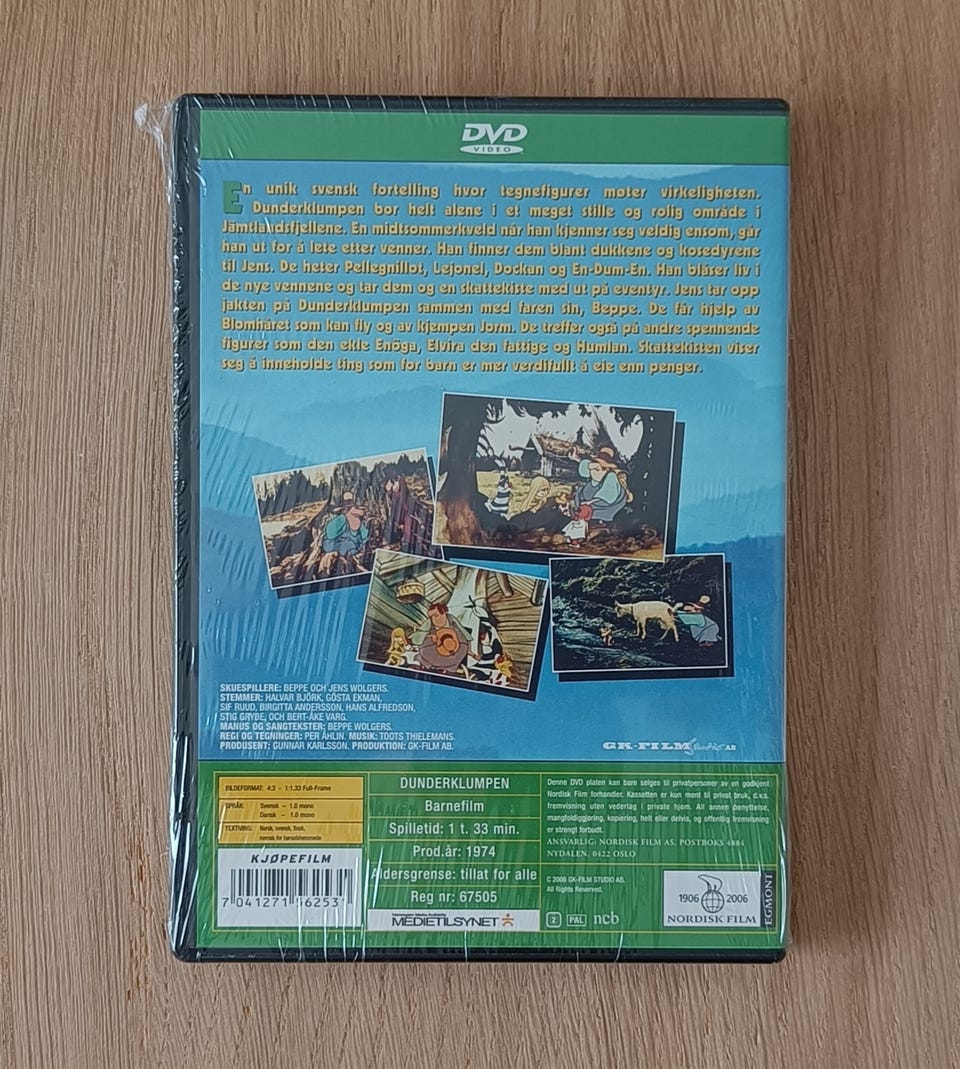 DVD
VIDEO
En unik svensk fortelling hvor tegnefigurer møter virkeligheten.
Dunderklumpen bor helt alene i et meget stille og rolig område i
Jämtlandsfjellene. En midtsommerkveld når han kjenner seg veldig ensom, går
han ut for å lete etter venner. Han finner dem blant dukkene og kosedyrene
til Jens. De heter Pellegnillot, Lejonel, Dockan og En-Dum-En. Han blåser liv i
de nye vennene og tar dem og en skattekiste med ut på eventyr. Jens tar opp
jakten på Dunderklumpen sammen med faren sin, Beppe. De får hjelp av
Blomhåret som kan fly og av kjempen Jorm. De treffer også på andre spennende
figurer som den ekle Enöga, Elvira den fattige og Humlan. Skattekisten viser
seg å inneholde ting som for barn er mer verdifullt å eie enn penger.
SKUESPILLERE: BEPPE OCH JENS WOLGERS.
STEMMER: HALVAR BJÖRK, GÖSTA EKMAN,
SIF RUUD, BIRGITTA ANDERSSON, HANS ALFREDSON,
STIG GRYBE, OCH BERT-ÅKE VARG.
MANUS OG SANGTEKSTER: BEPPE WOLGERS.
REGI OG TEGNINGER: PER ÅHLIN. MUSIK: TOOTS THIELEMANS.
PRODUSENT: GUNNAR KARLSSON. PRODUKTION: GK-FILM AB.
GK-FILM Studio AB
BILDEFORMAT: 4:3 - 1:1.33 Full-Frame
SPRÅK: Svensk – 1.0 mono
Dansk – 1.0 mono
TEXTNING: Norsk, svensk, finsk,
svensk for hørselshemmede
KJØPEFILM
7 041271 56253
DUNDERKLUMPEN
Barnefilm
Spilletid: 1 t. 33 min.
Prod.år: 1974
Aldersgrense: tillat for alle
Reg nr: 67505
Norwegian Media Authority
MEDIETILSYNET
Denne DVD platen kan bare selges til privatpersoner av en godkjent
Nordisk Film forhandler. Kassetten er kun ment til privat bruk, d.v.s.
fremvisning uten vederlag i private hjem. All annen benyttelse,
mangfoldiggjøring, kopiering, helt eller delvis, og offentlig fremvisning
er strengt forbudt.
ANSVARLIG: NORDISK FILM AS, POSTBOKS 4884
NYDALEN, 0422 OSLO
© 2006 GK-FILM STUDIO AB.
All Rights Reserved.
2 PAL ncb
1906 2006
NORDISK FILM
EGMONT